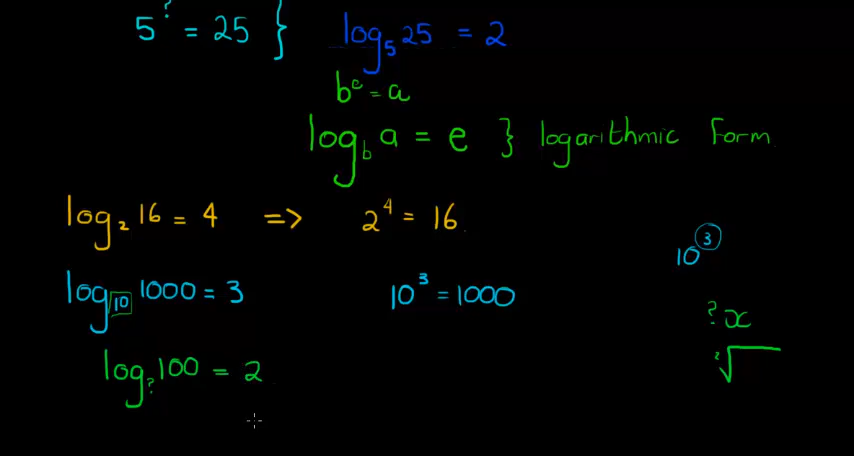 5^? = 25 } log_5 25 = 2
b^e = a
log_b a = e } logarithmic form
log_2 16 = 4 => 2^4 = 16.
10^3
log_10 1000 = 3 10^3 = 1000
? x
log_? 100 = 2 ²√